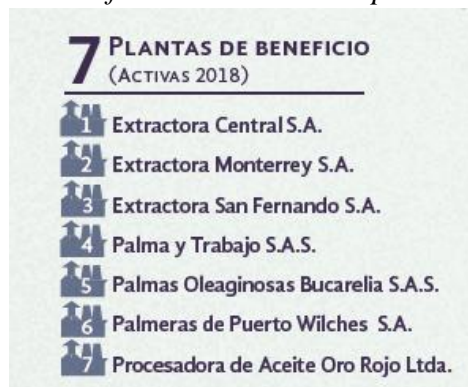 7 PLANTAS DE BENEFICIO
(ACTIVAS 2018)
1 Extractora Central S.A.
2 Extractora Monterrey S.A.
3 Extractora San Fernando S.A.
4 Palma y Trabajo S.A.S.
5 Palmas Oleaginosas Bucarelia S.A.S.
6 Palmeras de Puerto Wilches S.A.
7 Procesadora de Aceite Oro Rojo Ltda.